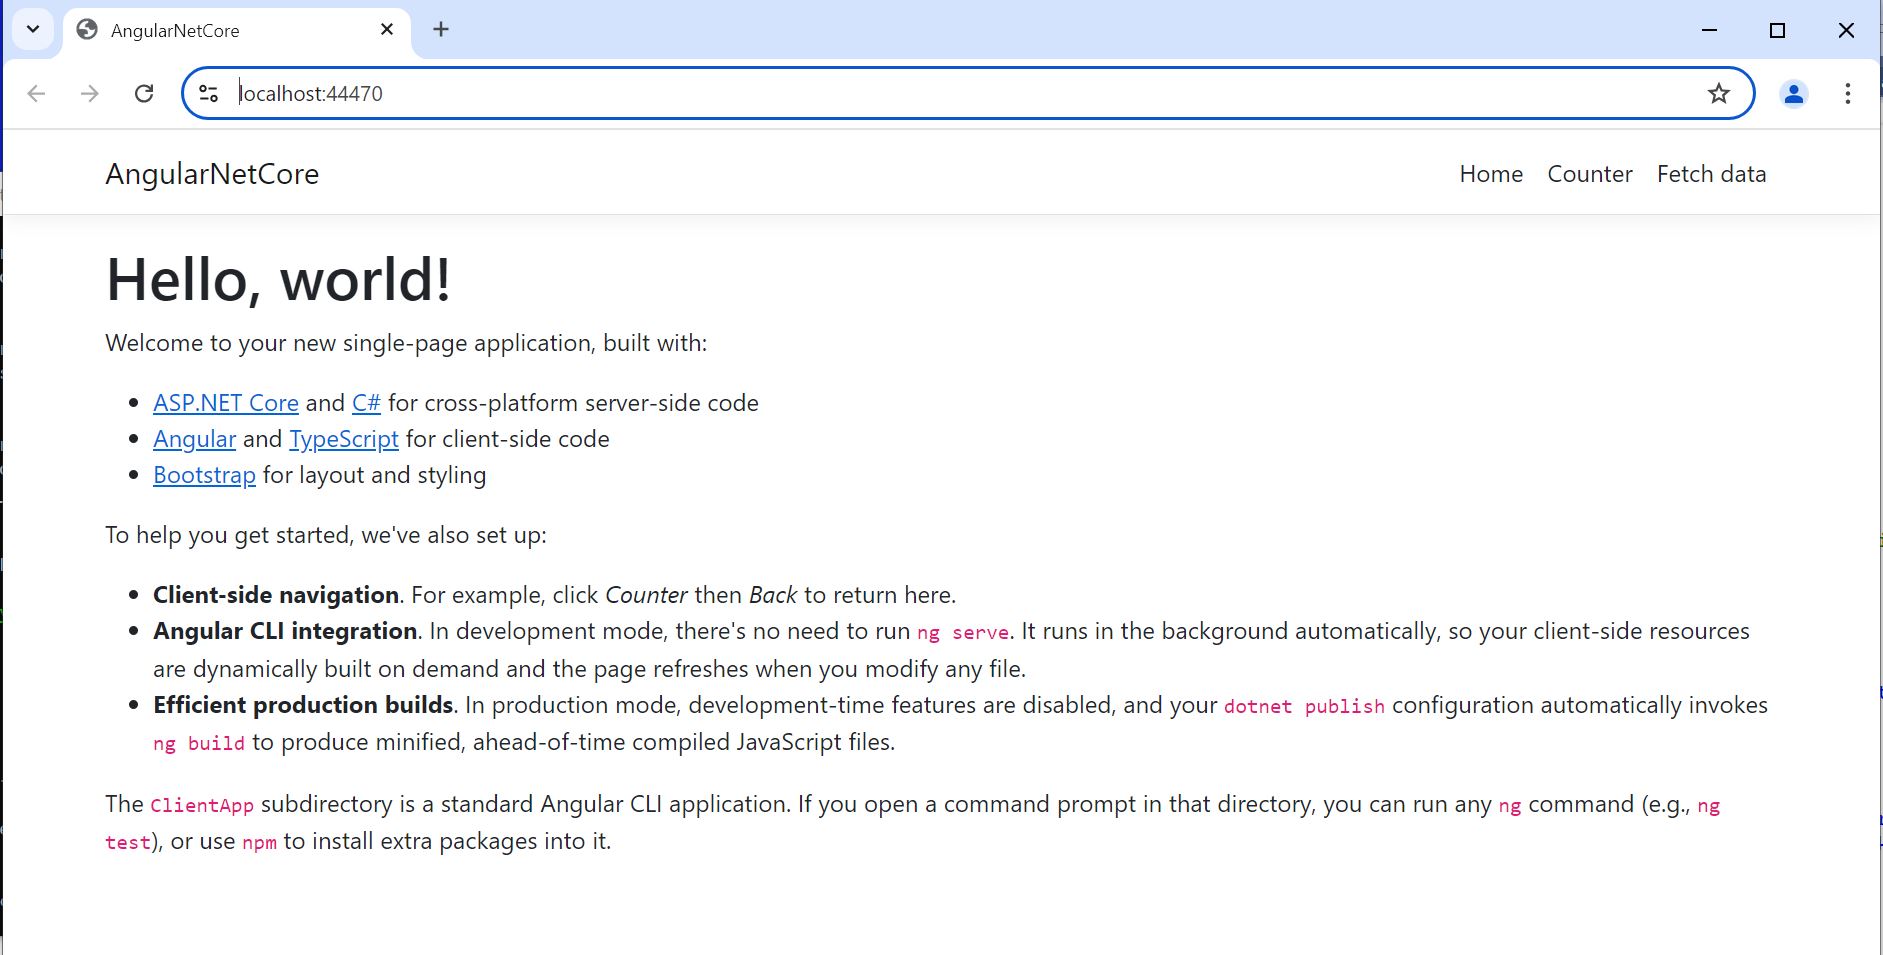 AngularNetCore
localhost:44470
AngularNetCore
Home Counter Fetch data
Hello, world!
Welcome to your new single-page application, built with:
ASP.NET Core and C# for cross-platform server-side code
Angular and TypeScript for client-side code
Bootstrap for layout and styling
To help you get started, we've also set up:
Client-side navigation. For example, click Counter then Back to return here.
Angular CLI integration. In development mode, there's no need to run ng serve. It runs in the background automatically, so your client-side resources
are dynamically built on demand and the page refreshes when you modify any file.
Efficient production builds. In production mode, development-time features are disabled, and your dotnet publish configuration automatically invokes
ng build to produce minified, ahead-of-time compiled JavaScript files.
The ClientApp subdirectory is a standard Angular CLI application. If you open a command prompt in that directory, you can run any ng command (e.g., ng
test), or use npm to install extra packages into it.